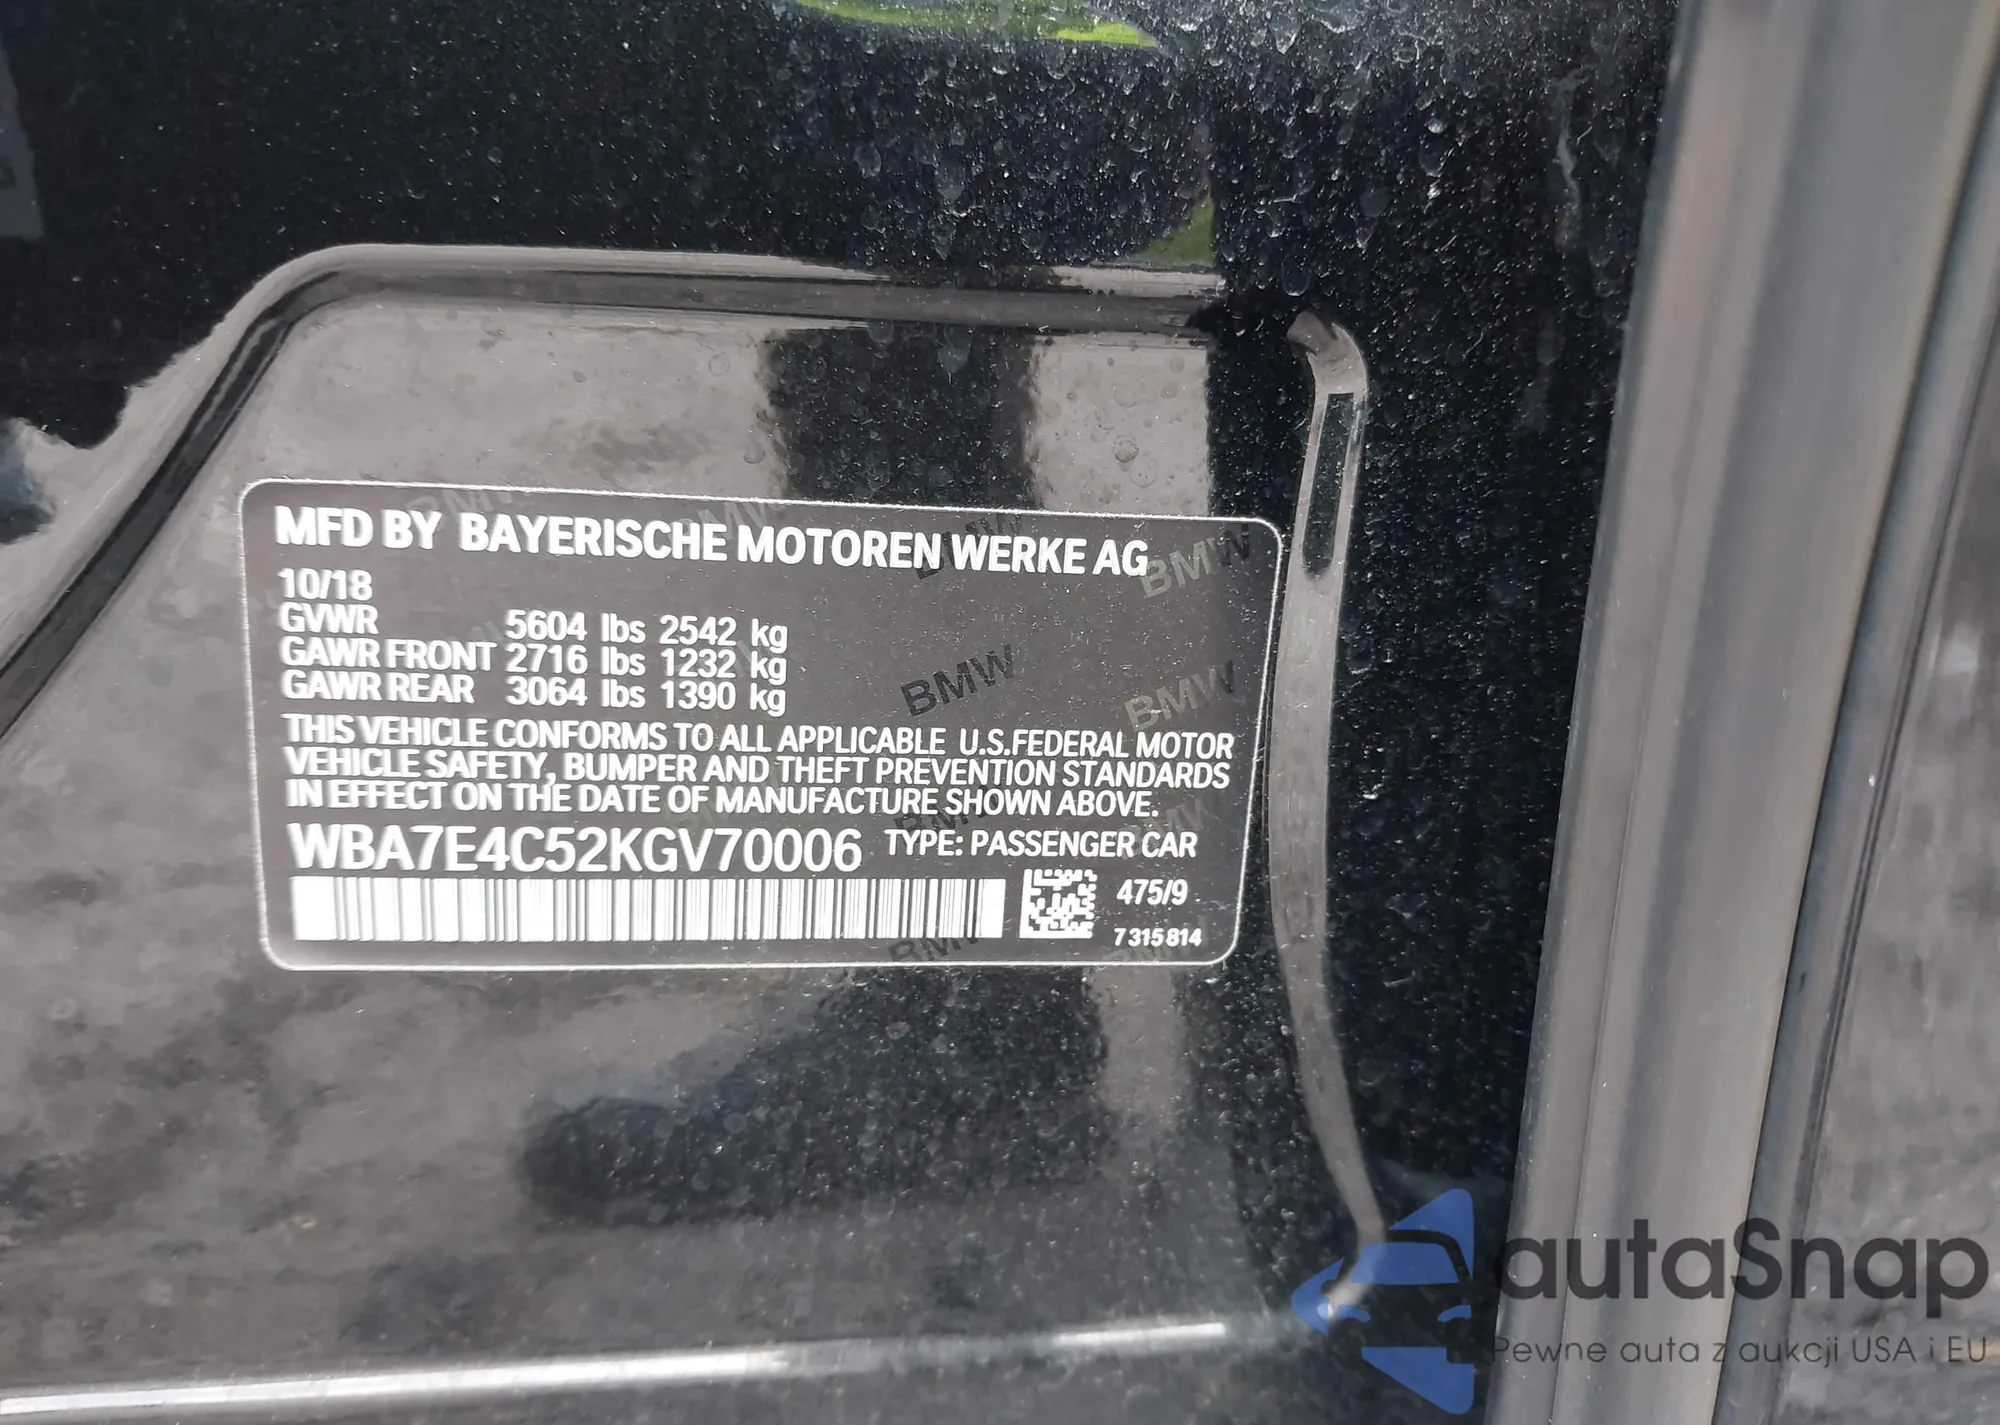 MFD BY BAYERISCHE MOTOREN WERKE AG
10/18
GVWR 5604 lbs 2542 kg
GAWR FRONT 2716 lbs 1232 kg
GAWR REAR 3064 lbs 1390 kg
THIS VEHICLE CONFORMS TO ALL APPLICABLE U.S.FEDERAL MOTOR
VEHICLE SAFETY, BUMPER AND THEFT PREVENTION STANDARDS
IN EFFECT ON THE DATE OF MANUFACTURE SHOWN ABOVE.
WBA7E4C52KGV70006 TYPE: PASSENGER CAR
475/9
7 315 814
BMW
BMW
BMW
BMW
autaSnap
Pewne auta z aukcji USA i EU